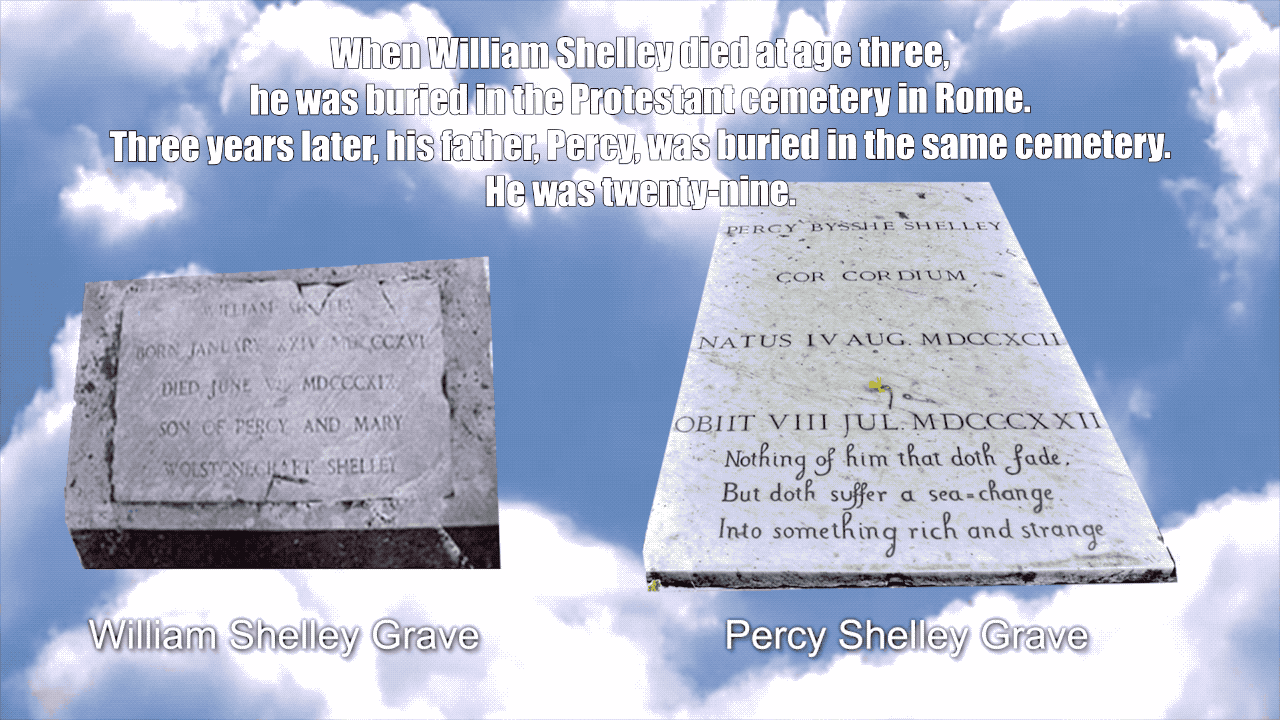 When William Shelley died at age three,
he was buried in the Protestant cemetery in Rome.
Three years later, his father, Percy, was buried in the same cemetery.
He was twenty-nine.
WILLIAM SHELLEY
BORN JANUARY XXIV MDCCCXVI
DIED JUNE MDCCCXIX
SON OF PERCY AND MARY
WOLSTONECRAFT SHELLEY
PERCY BYSSHE SHELLEY
COR CORDIUM
NATUS IV AUG. MDCCXCII
OBIIT VIII JUL. MDCCCXXII
Nothing of him that doth fade,
But doth suffer a sea=change
Into something rich and strange
William Shelley Grave
Percy Shelley Grave